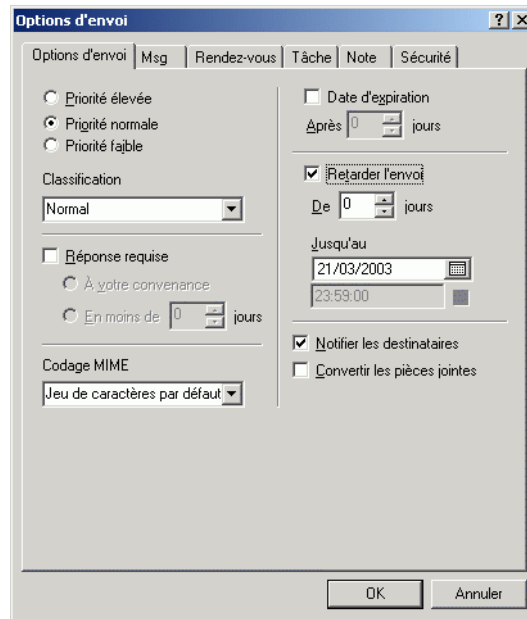 Options d'envoi
Options d'envoi Msg Rendez-vous Tâche Note Sécurité
Priorité élevée
Priorité normale
Priorité faible
Classification
Normal
Réponse requise
À votre convenance
En moins de 0 jours
Codage MIME
Jeu de caractères par défaut
Date d'expiration
Après 0 jours
Retarder l'envoi
De 0 jours
Jusqu'au
21/03/2003
23:59:00
Notifier les destinataires
Convertir les pièces jointes
OK Annuler